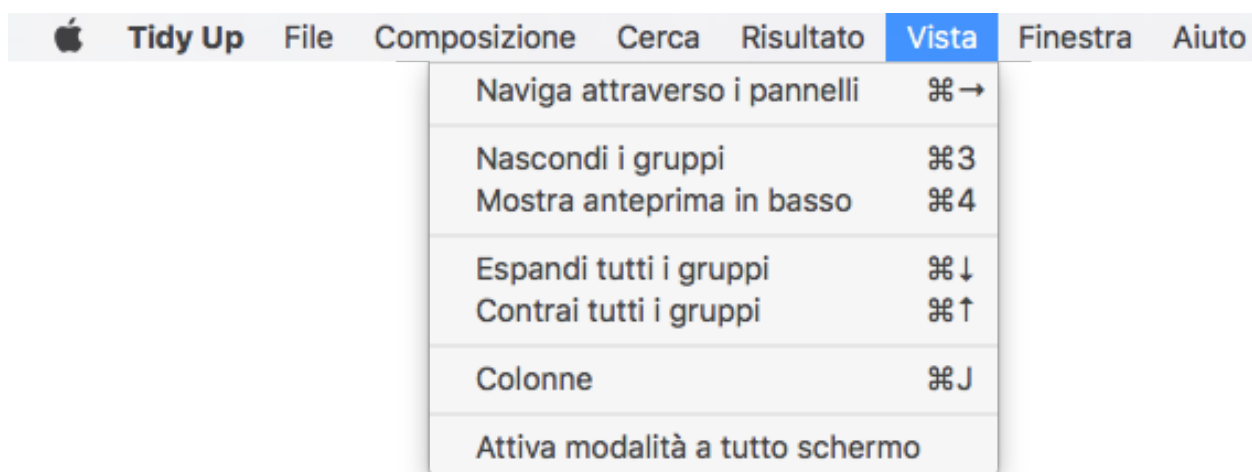 Tidy Up File Composizione Cerca Risultato Vista Finestra Aiuto
Naviga attraverso i pannelli ⌘→
Nascondi i gruppi ⌘3
Mostra anteprima in basso ⌘4
Espandi tutti i gruppi ⌘↓
Contrai tutti i gruppi ⌘↑
Colonne ⌘J
Attiva modalità a tutto schermo